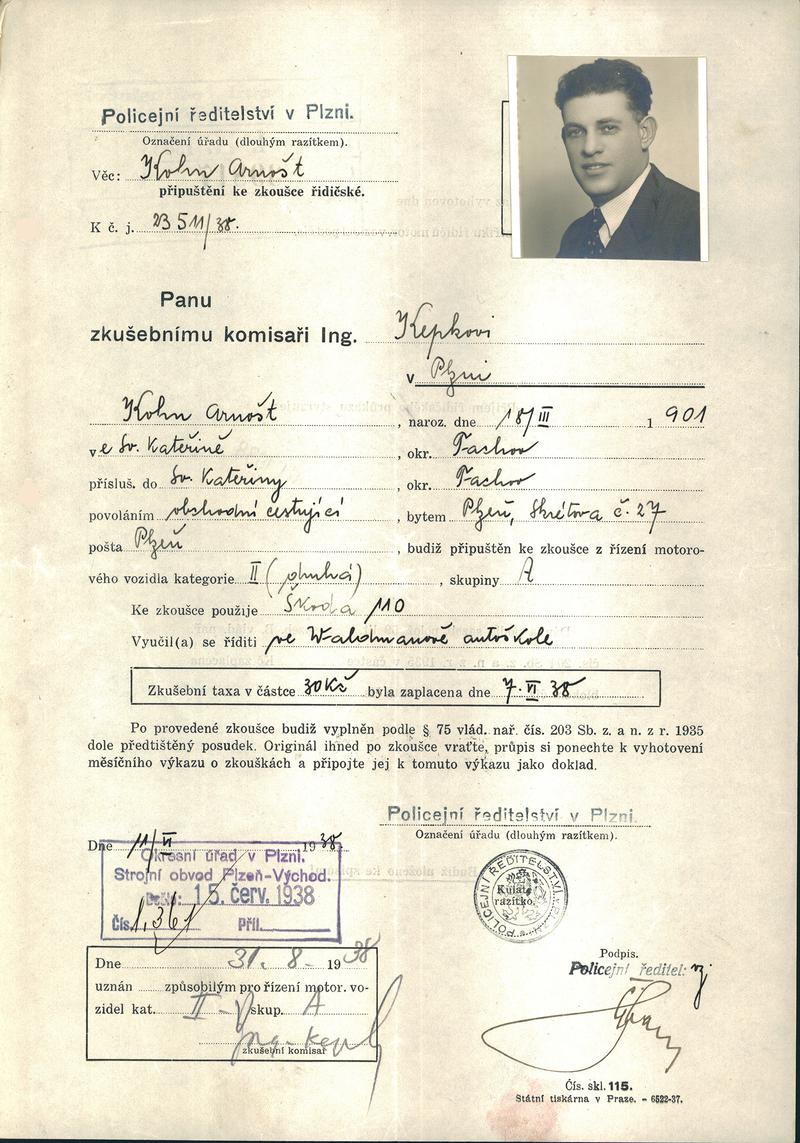 Policejní ředitelství v Plzni.
Označení úřadu (dlouhým razítkem).
Věc: Kohn Arnošt
připuštění ke zkoušce řidičské.
K č. j. 23511/38.
Panu
zkušebnímu komisaři Ing. Kepkovi
v Plzni
Kohn Arnošt, naroz. dne 18/III 1901
ve Sv. Kateřině, okr. Tachov
přísluš. do Sv. Kateřiny, okr. Tachov
povoláním obchodní cestující, bytem Plzeň, Skrétova č. 27
pošta Plzeň, budiž připuštěn ke zkoušce z řízení motoro-
vého vozidla kategorie II (druhá), skupiny A
Ke zkoušce použije Škoda 110
Vyučil(a) se říditi ve Waldmanově autoškole
Zkušební taxa v částce 30 Kč byla zaplacena dne 7. VI 38
Po provedené zkoušce budiž vyplněn podle § 75 vlád. nař. čís. 203 Sb. z. a n. z r. 1935
dole předtištěný posudek. Originál ihned po zkoušce vraťte, průpis si ponechte k vyhotovení
měsíčního výkazu o zkouškách a připojte jej k tomuto výkazu jako doklad.
Policejní ředitelství v Plzni.
Označení úřadu (dlouhým razítkem).
Dne 11/VI 1938.
Okresní úřad v Plzni.
Strojní obvod Plzeň-Východ.
Došlo: 15. červ. 1938
Čís. 1.361 Příl.
POLICEJNÍ ŘEDITELSTVÍ V PLZNI
Kulaté
razítko.
Dne 31. 8. 1938
uznán způsobilým pro řízení motor. vo-
zidel kat. II skup. A
zkušební komisař
Podpis.
Policejní ředitel:
Čís. skl. 115.
Státní tiskárna v Praze. - 6522-37.